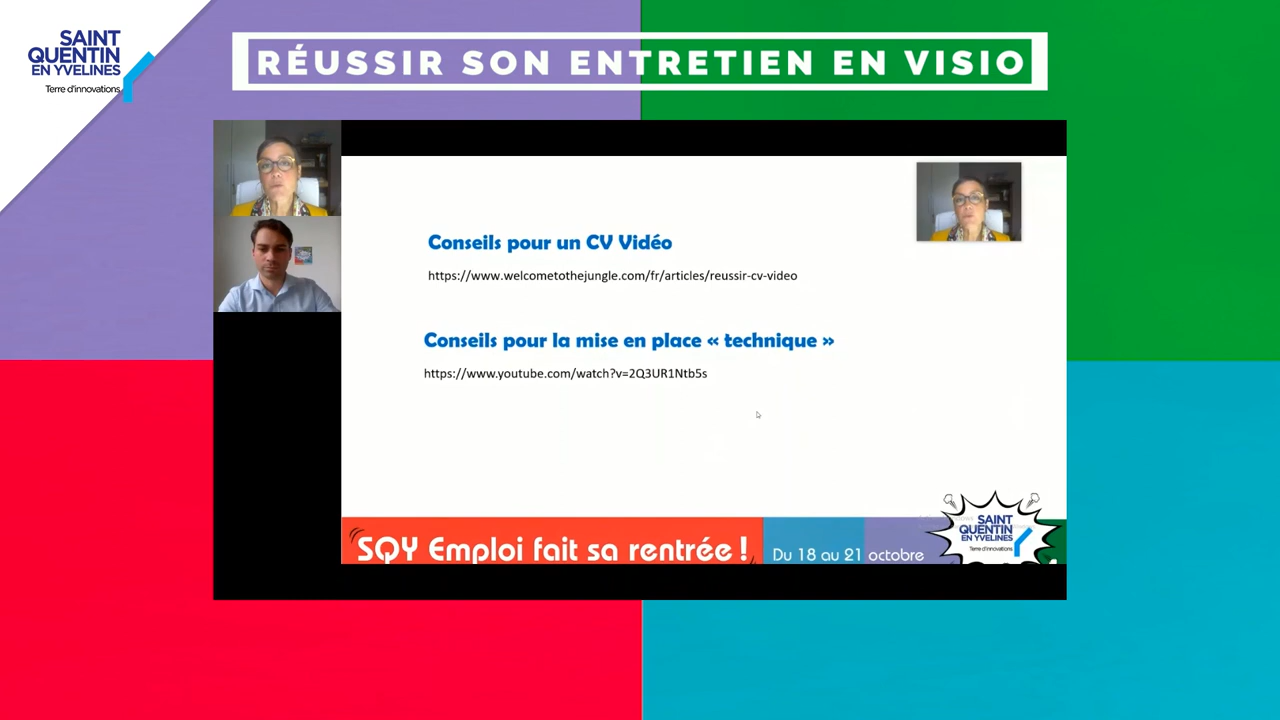 SAINT
QUENTIN
EN YVELINES
Terre d'innovations
RÉUSSIR SON ENTRETIEN EN VISIO
Conseils pour un CV Vidéo
https://www.welcometothejungle.com/fr/articles/reussir-cv-video
Conseils pour la mise en place « technique »
https://www.youtube.com/watch?v=2Q3UR1Ntb5s
SQY Emploi fait sa rentrée !
Du 18 au 21 octobre
SAINT
QUENTIN
EN YVELINES
Terre d'innovations